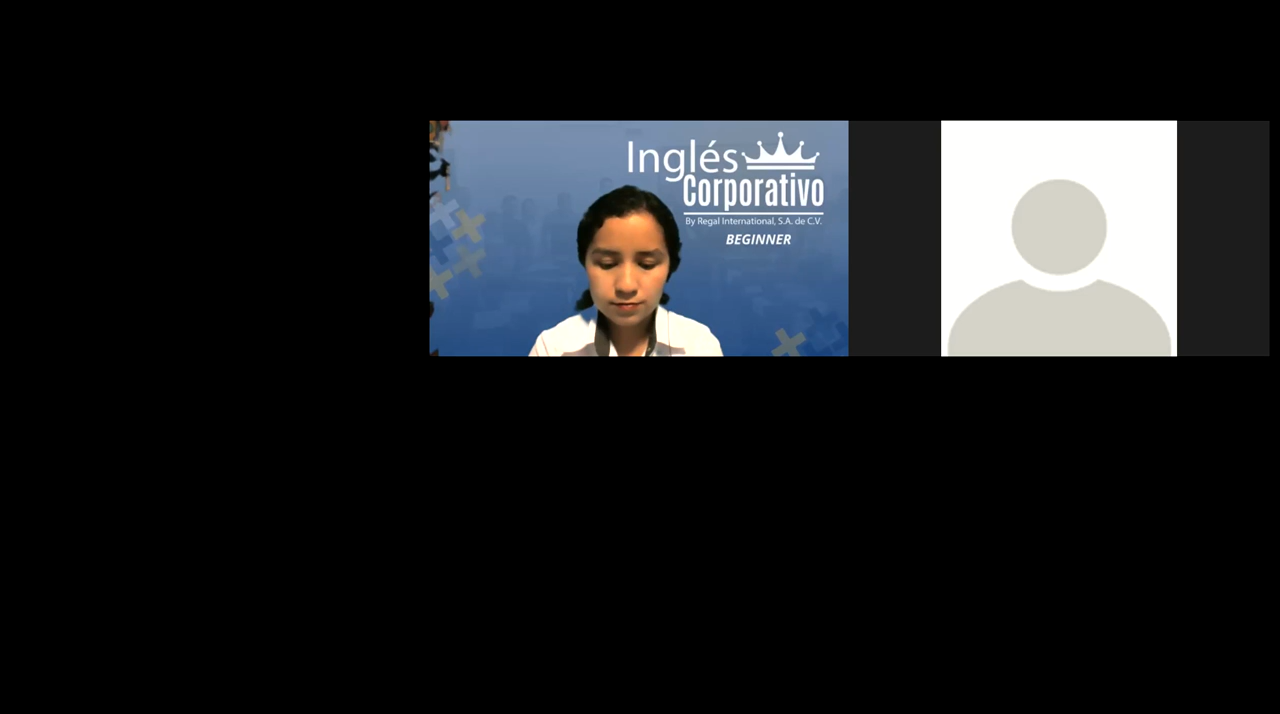 Inglés
Corporativo
By Regal International, S.A. de C.V.
BEGINNER